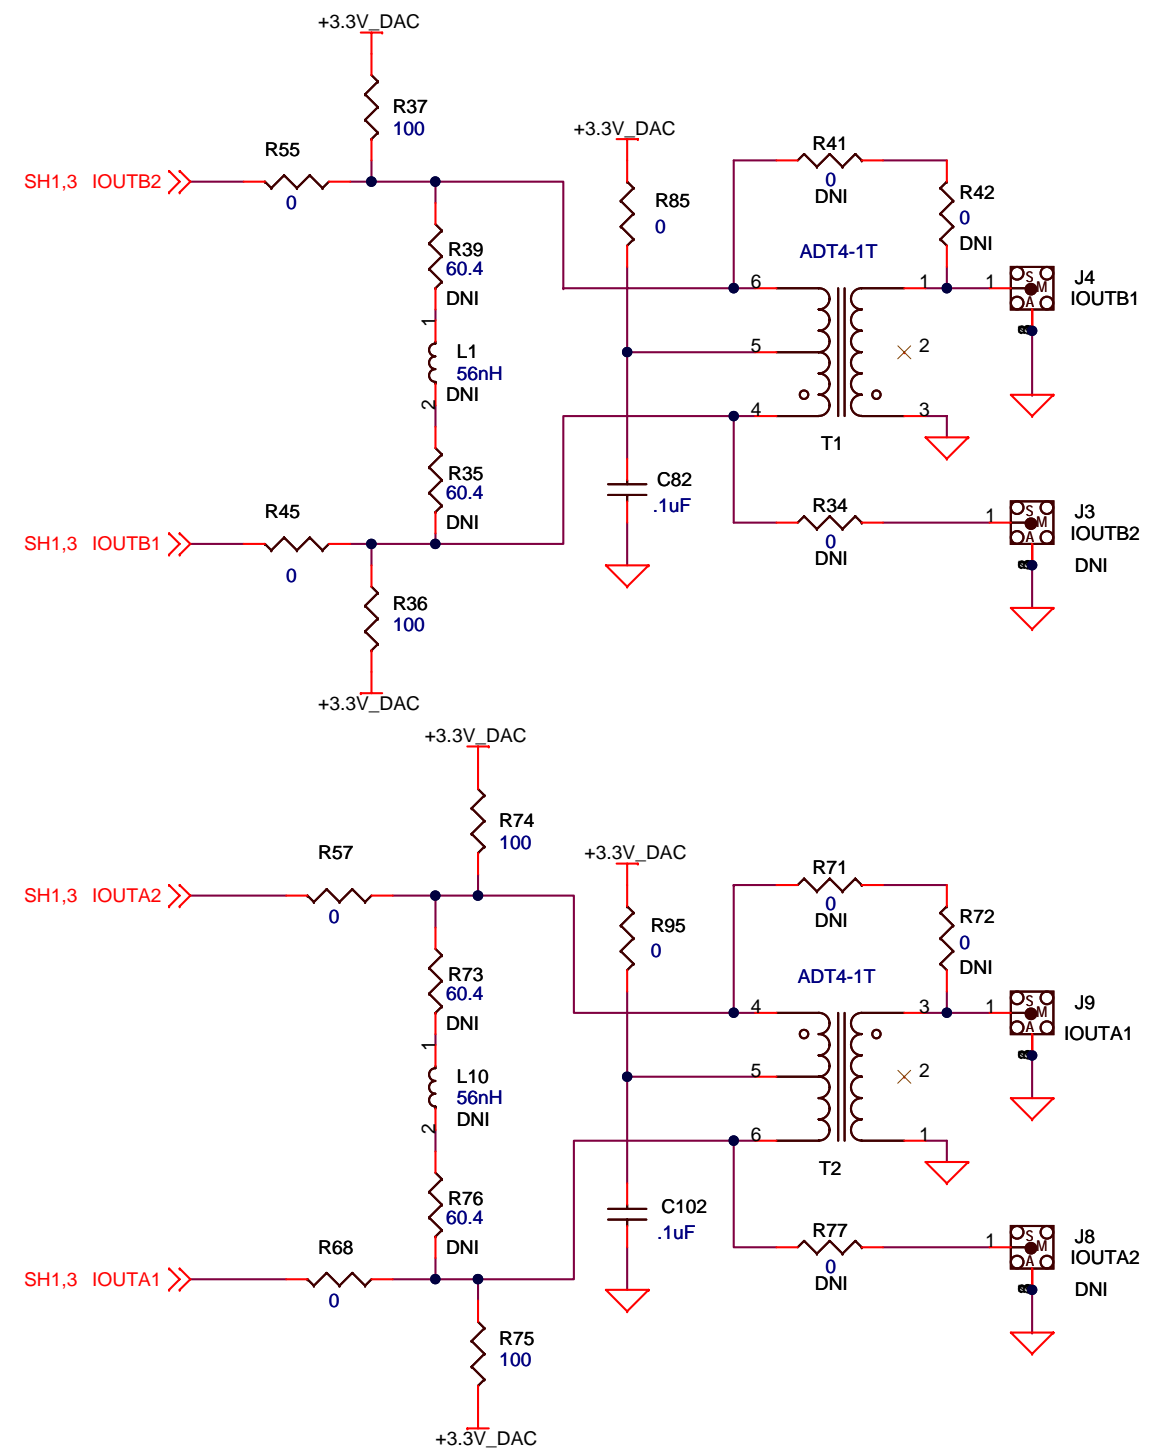 +3.3V_DAC
R37
100
R55
SH1,3 IOUTB2
0
+3.3V_DAC
R85
0
R41
0
DNI
R42
0
DNI
R39
60.4
DNI
1
L1
56nH
DNI
2
R35
60.4
DNI
ADT4-1T
6
5
4
1
2
3
T1
1
S
M
A
J4
IOUTB1
R45
SH1,3 IOUTB1
0
C82
.1uF
R34
0
DNI
1
S
M
A
J3
IOUTB2
DNI
R36
100
+3.3V_DAC
+3.3V_DAC
R74
100
R57
SH1,3 IOUTA2
0
+3.3V_DAC
R95
0
R71
0
DNI
R72
0
DNI
R73
60.4
DNI
1
L10
56nH
DNI
2
R76
60.4
DNI
ADT4-1T
4
5
6
3
2
1
T2
1
S
M
A
J9
IOUTA1
R68
SH1,3 IOUTA1
0
C102
.1uF
R77
0
DNI
1
S
M
A
J8
IOUTA2
DNI
R75
100
+3.3V_DAC